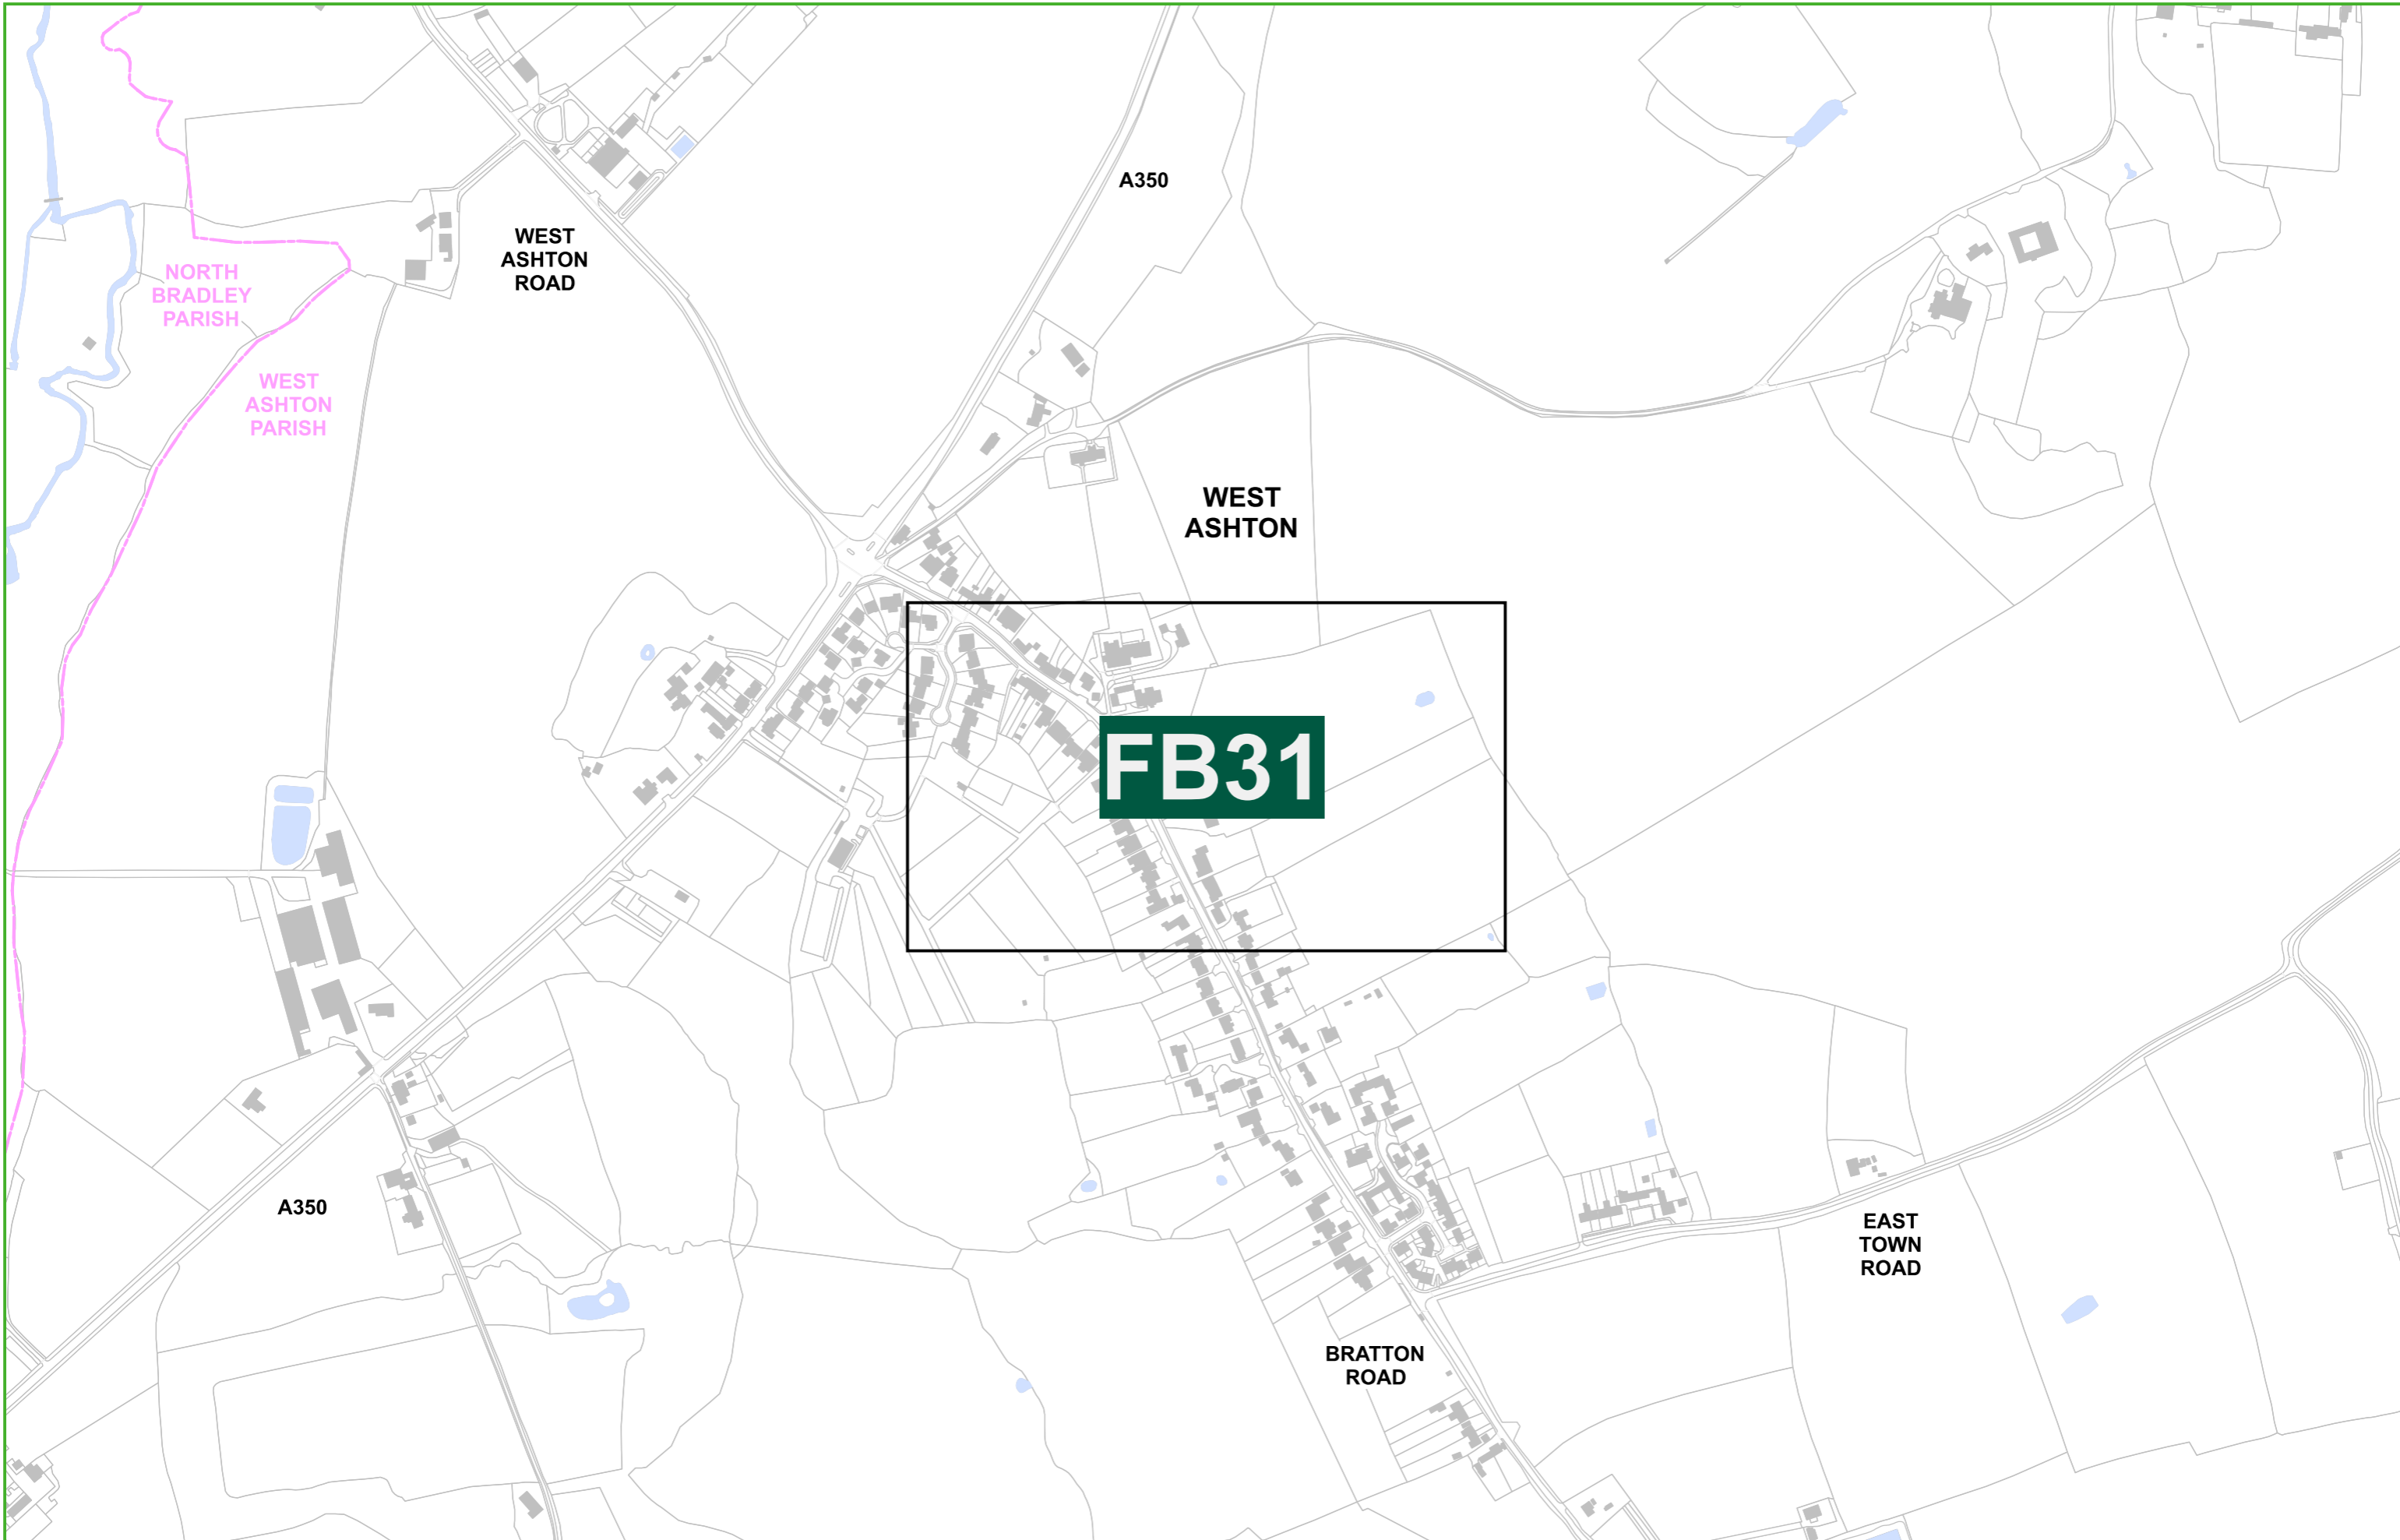 A350
WEST
ASHTON
ROAD
NORTH
BRADLEY
PARISH
WEST
ASHTON
PARISH
WEST
ASHTON
FB31
A350
EAST
TOWN
ROAD
BRATTON
ROAD